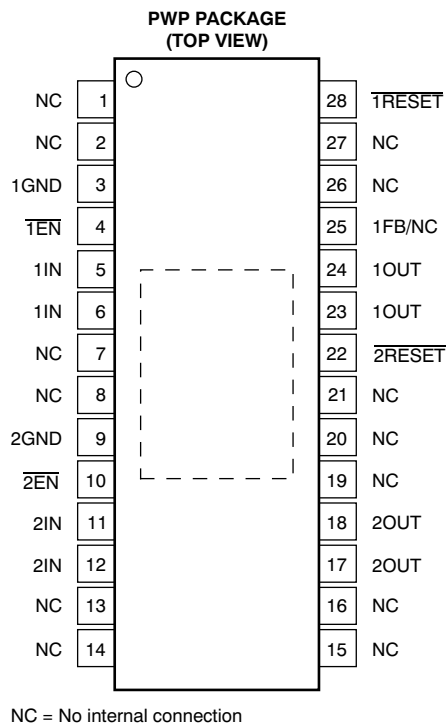 PWP PACKAGE
(TOP VIEW)
NC 1 28 1RESET
NC 2 27 NC
1GND 3 26 NC
1EN 4 25 1FB/NC
1IN 5 24 1OUT
1IN 6 23 1OUT
NC 7 22 2RESET
NC 8 21 NC
2GND 9 20 NC
2EN 10 19 NC
2IN 11 18 2OUT
2IN 12 17 2OUT
NC 13 16 NC
NC 14 15 NC
NC = No internal connection